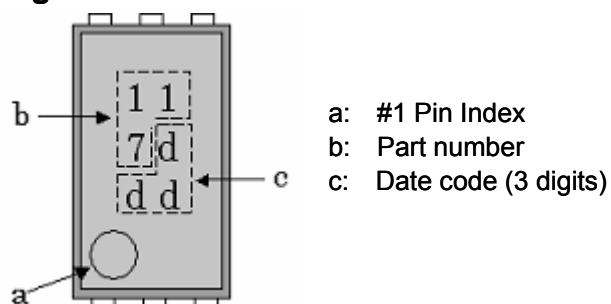 1 1
7 d
d d
b
c
a
a: #1 Pin Index
b: Part number
c: Date code (3 digits)